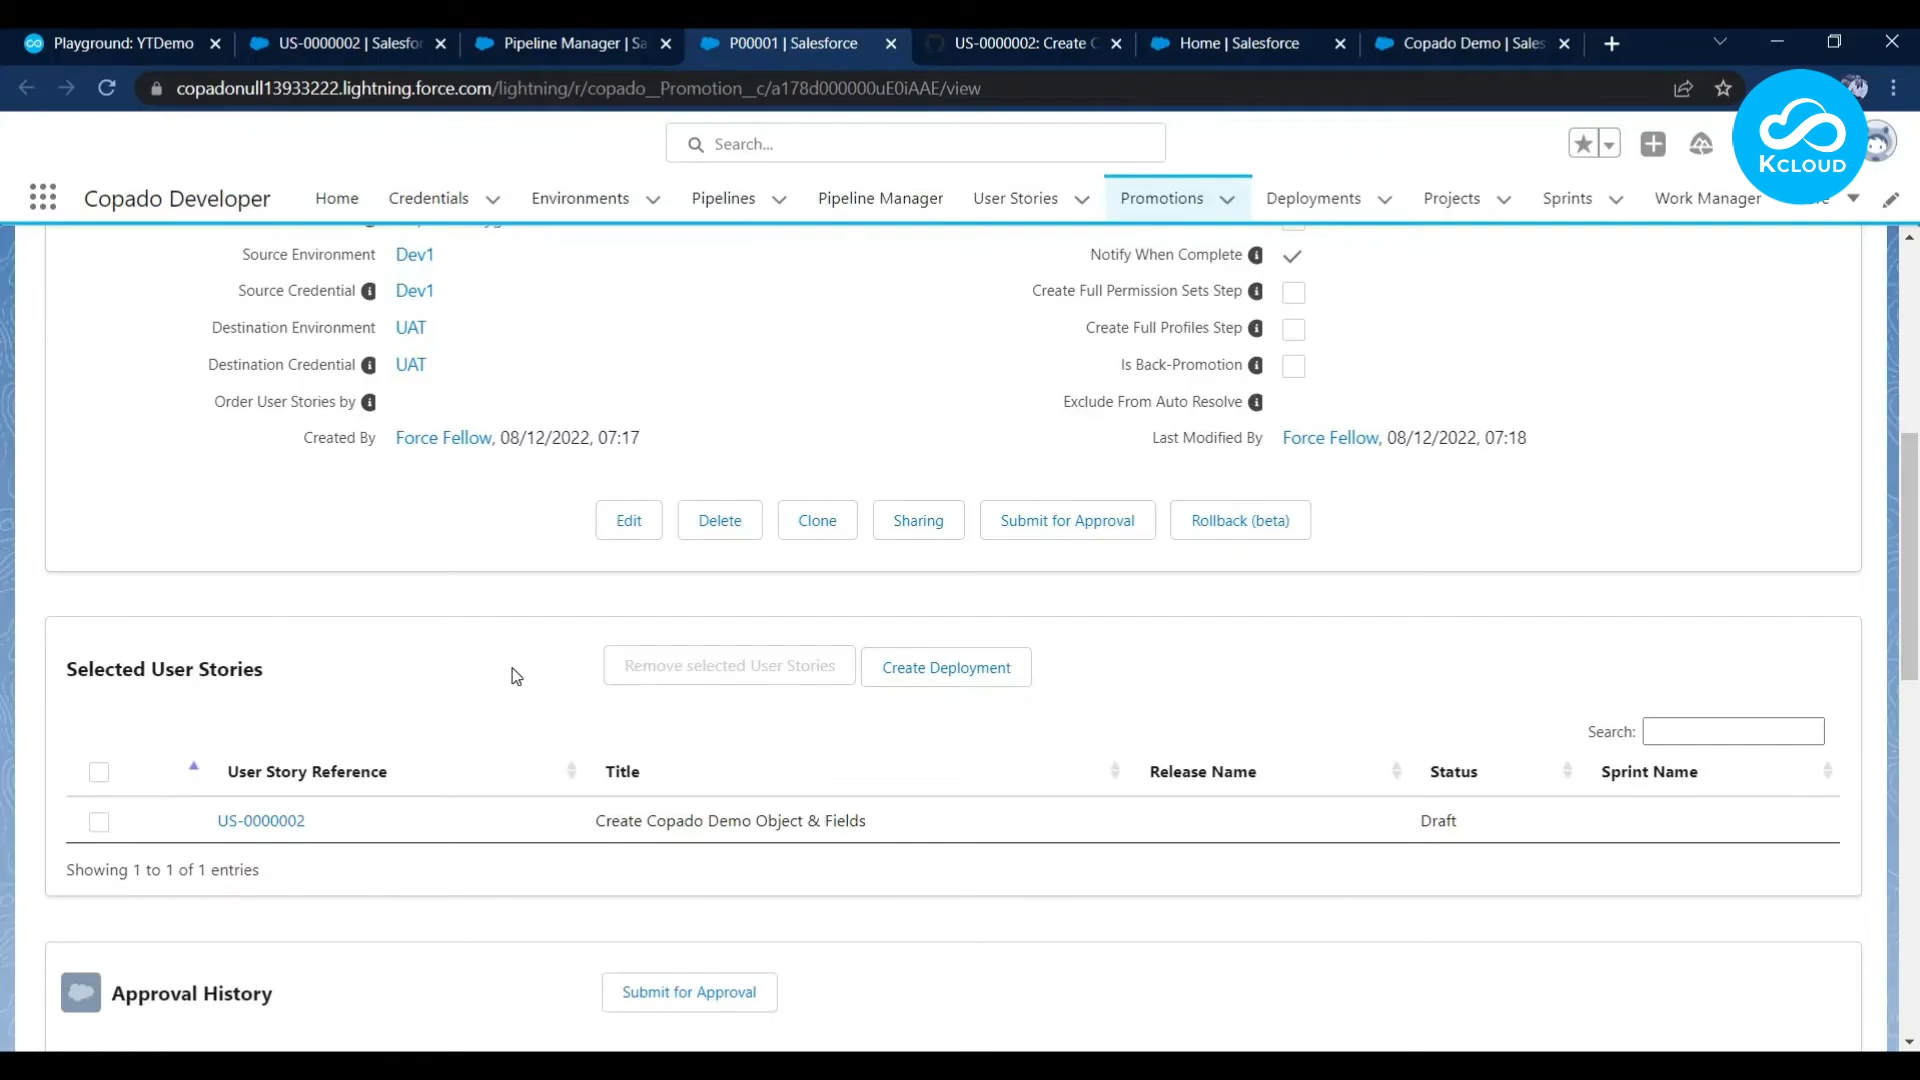 Playground: YTDemo
US-0000002 | Salesfor
Pipeline Manager | Sa
P00001 | Salesforce
US-0000002: Create C
Home | Salesforce
Copado Demo | Sales
copadonull13933222.lightning.force.com/lightning/r/copado__Promotion__c/a178d000000uE0iAAE/view
Search...
KCLOUD
Copado Developer
Home
Credentials
Environments
Pipelines
Pipeline Manager
User Stories
Promotions
Deployments
Projects
Sprints
Work Manager
Source Environment Dev1
Notify When Complete
Source Credential Dev1
Create Full Permission Sets Step
Destination Environment UAT
Create Full Profiles Step
Destination Credential UAT
Is Back-Promotion
Order User Stories by
Exclude From Auto Resolve
Created By Force Fellow, 08/12/2022, 07:17
Last Modified By Force Fellow, 08/12/2022, 07:18
Edit
Delete
Clone
Sharing
Submit for Approval
Rollback (beta)
Selected User Stories
Remove selected User Stories
Create Deployment
Search:
User Story Reference
Title
Release Name
Status
Sprint Name
US-0000002
Create Copado Demo Object & Fields
Draft
Showing 1 to 1 of 1 entries
Approval History
Submit for Approval